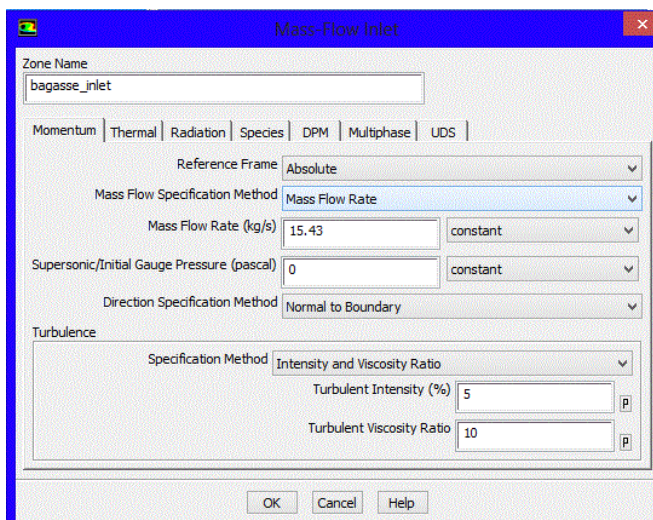 Mass-Flow Inlet
Zone Name
bagasse_inlet
Momentum Thermal Radiation Species DPM Multiphase UDS
Reference Frame Absolute
Mass Flow Specification Method Mass Flow Rate
Mass Flow Rate (kg/s) 15.43 constant
Supersonic/Initial Gauge Pressure (pascal) 0 constant
Direction Specification Method Normal to Boundary
Turbulence
Specification Method Intensity and Viscosity Ratio
Turbulent Intensity (%) 5 P
Turbulent Viscosity Ratio 10 P
OK Cancel Help